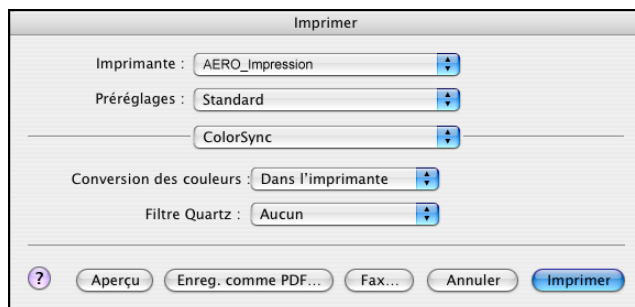 Imprimer
Imprimante : AERO_Impression
Préréglages : Standard
ColorSync
Conversion des couleurs : Dans l'imprimante
Filtre Quartz : Aucun
? Aperçu Enreg. comme PDF... Fax... Annuler Imprimer